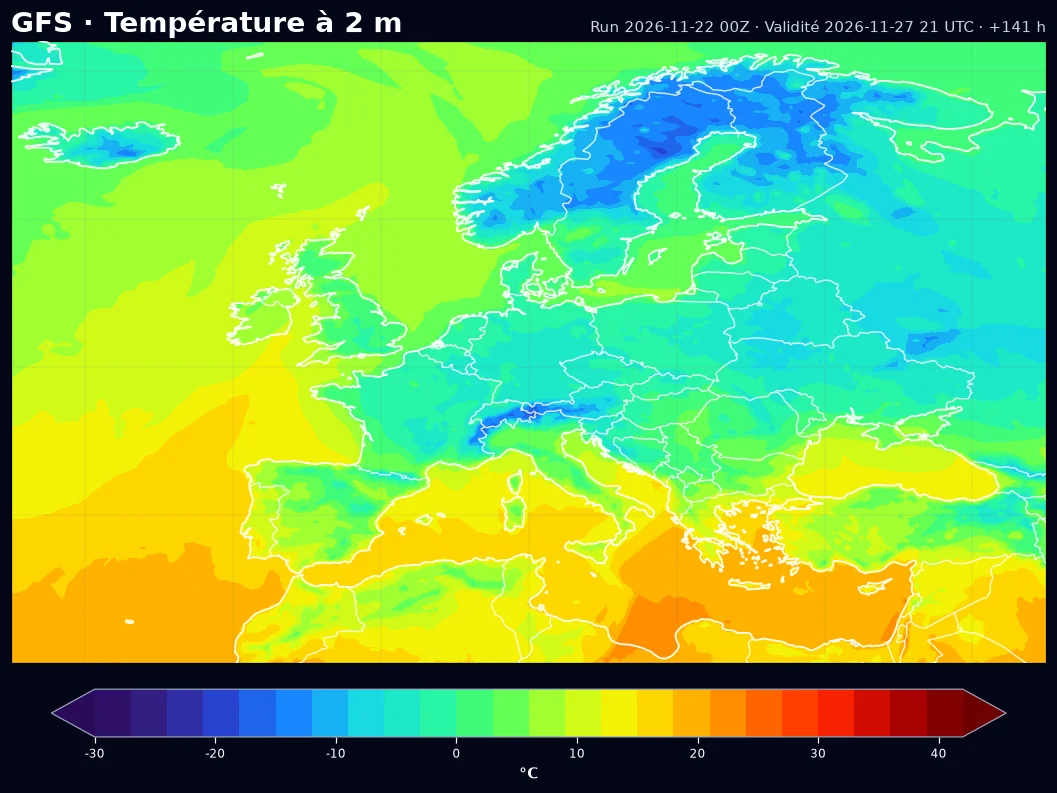 GFS · Température à 2 m
Run 2026-11-22 00Z · Validité 2026-11-27 21 UTC · +141 h
-30 -20 -10 0 10 20 30 40
°C